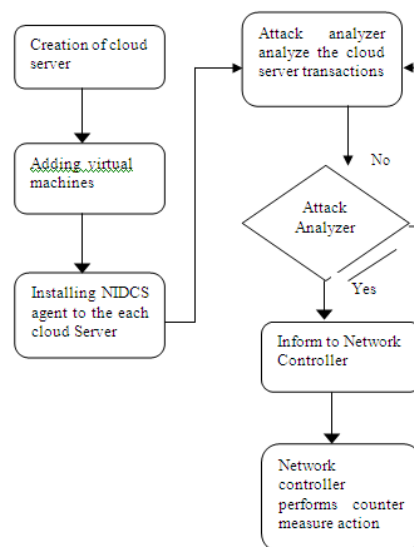 Creation of cloud
server
Adding virtual
machines
Installing NIDCS
agent to the each
cloud Server
Attack analyzer
analyze the cloud
server transactions
No
Attack
Analyzer
Yes
Inform to Network
Controller
Network
controller
performs counter
measure action